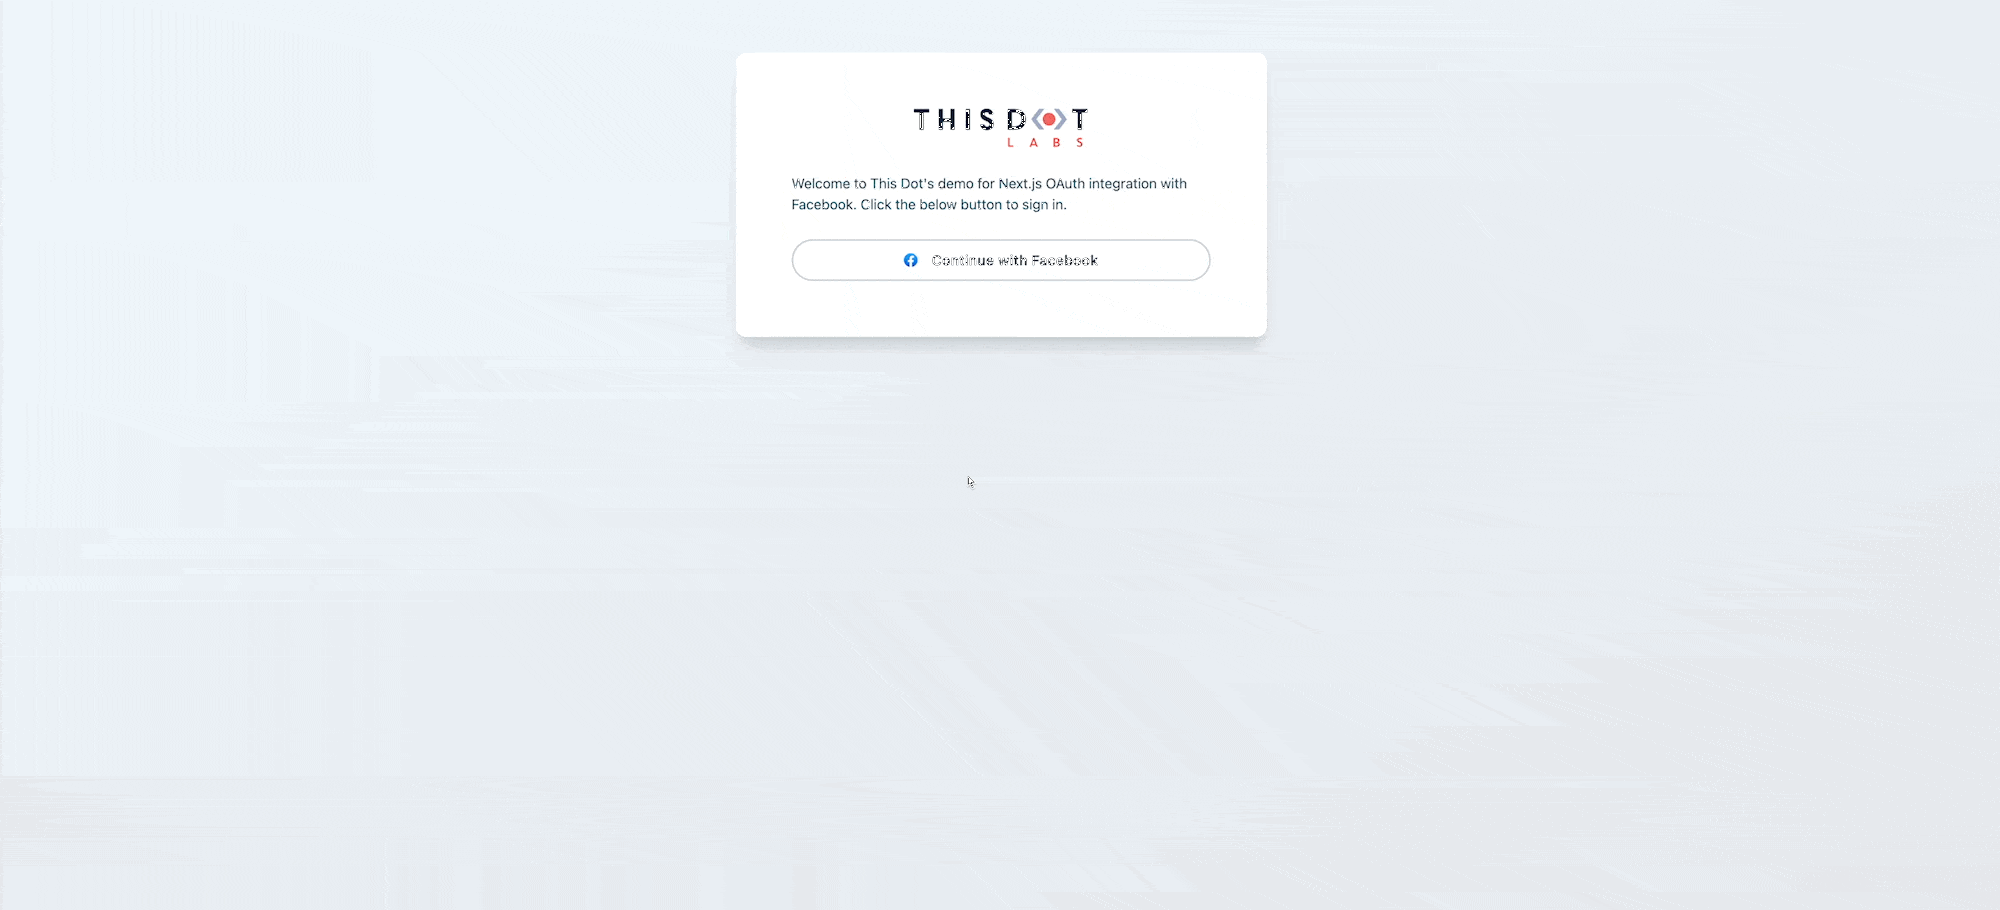 THIS DOT
LABS
Welcome to This Dot's demo for Next.js OAuth integration with
Facebook. Click the below button to sign in.
Continue with Facebook